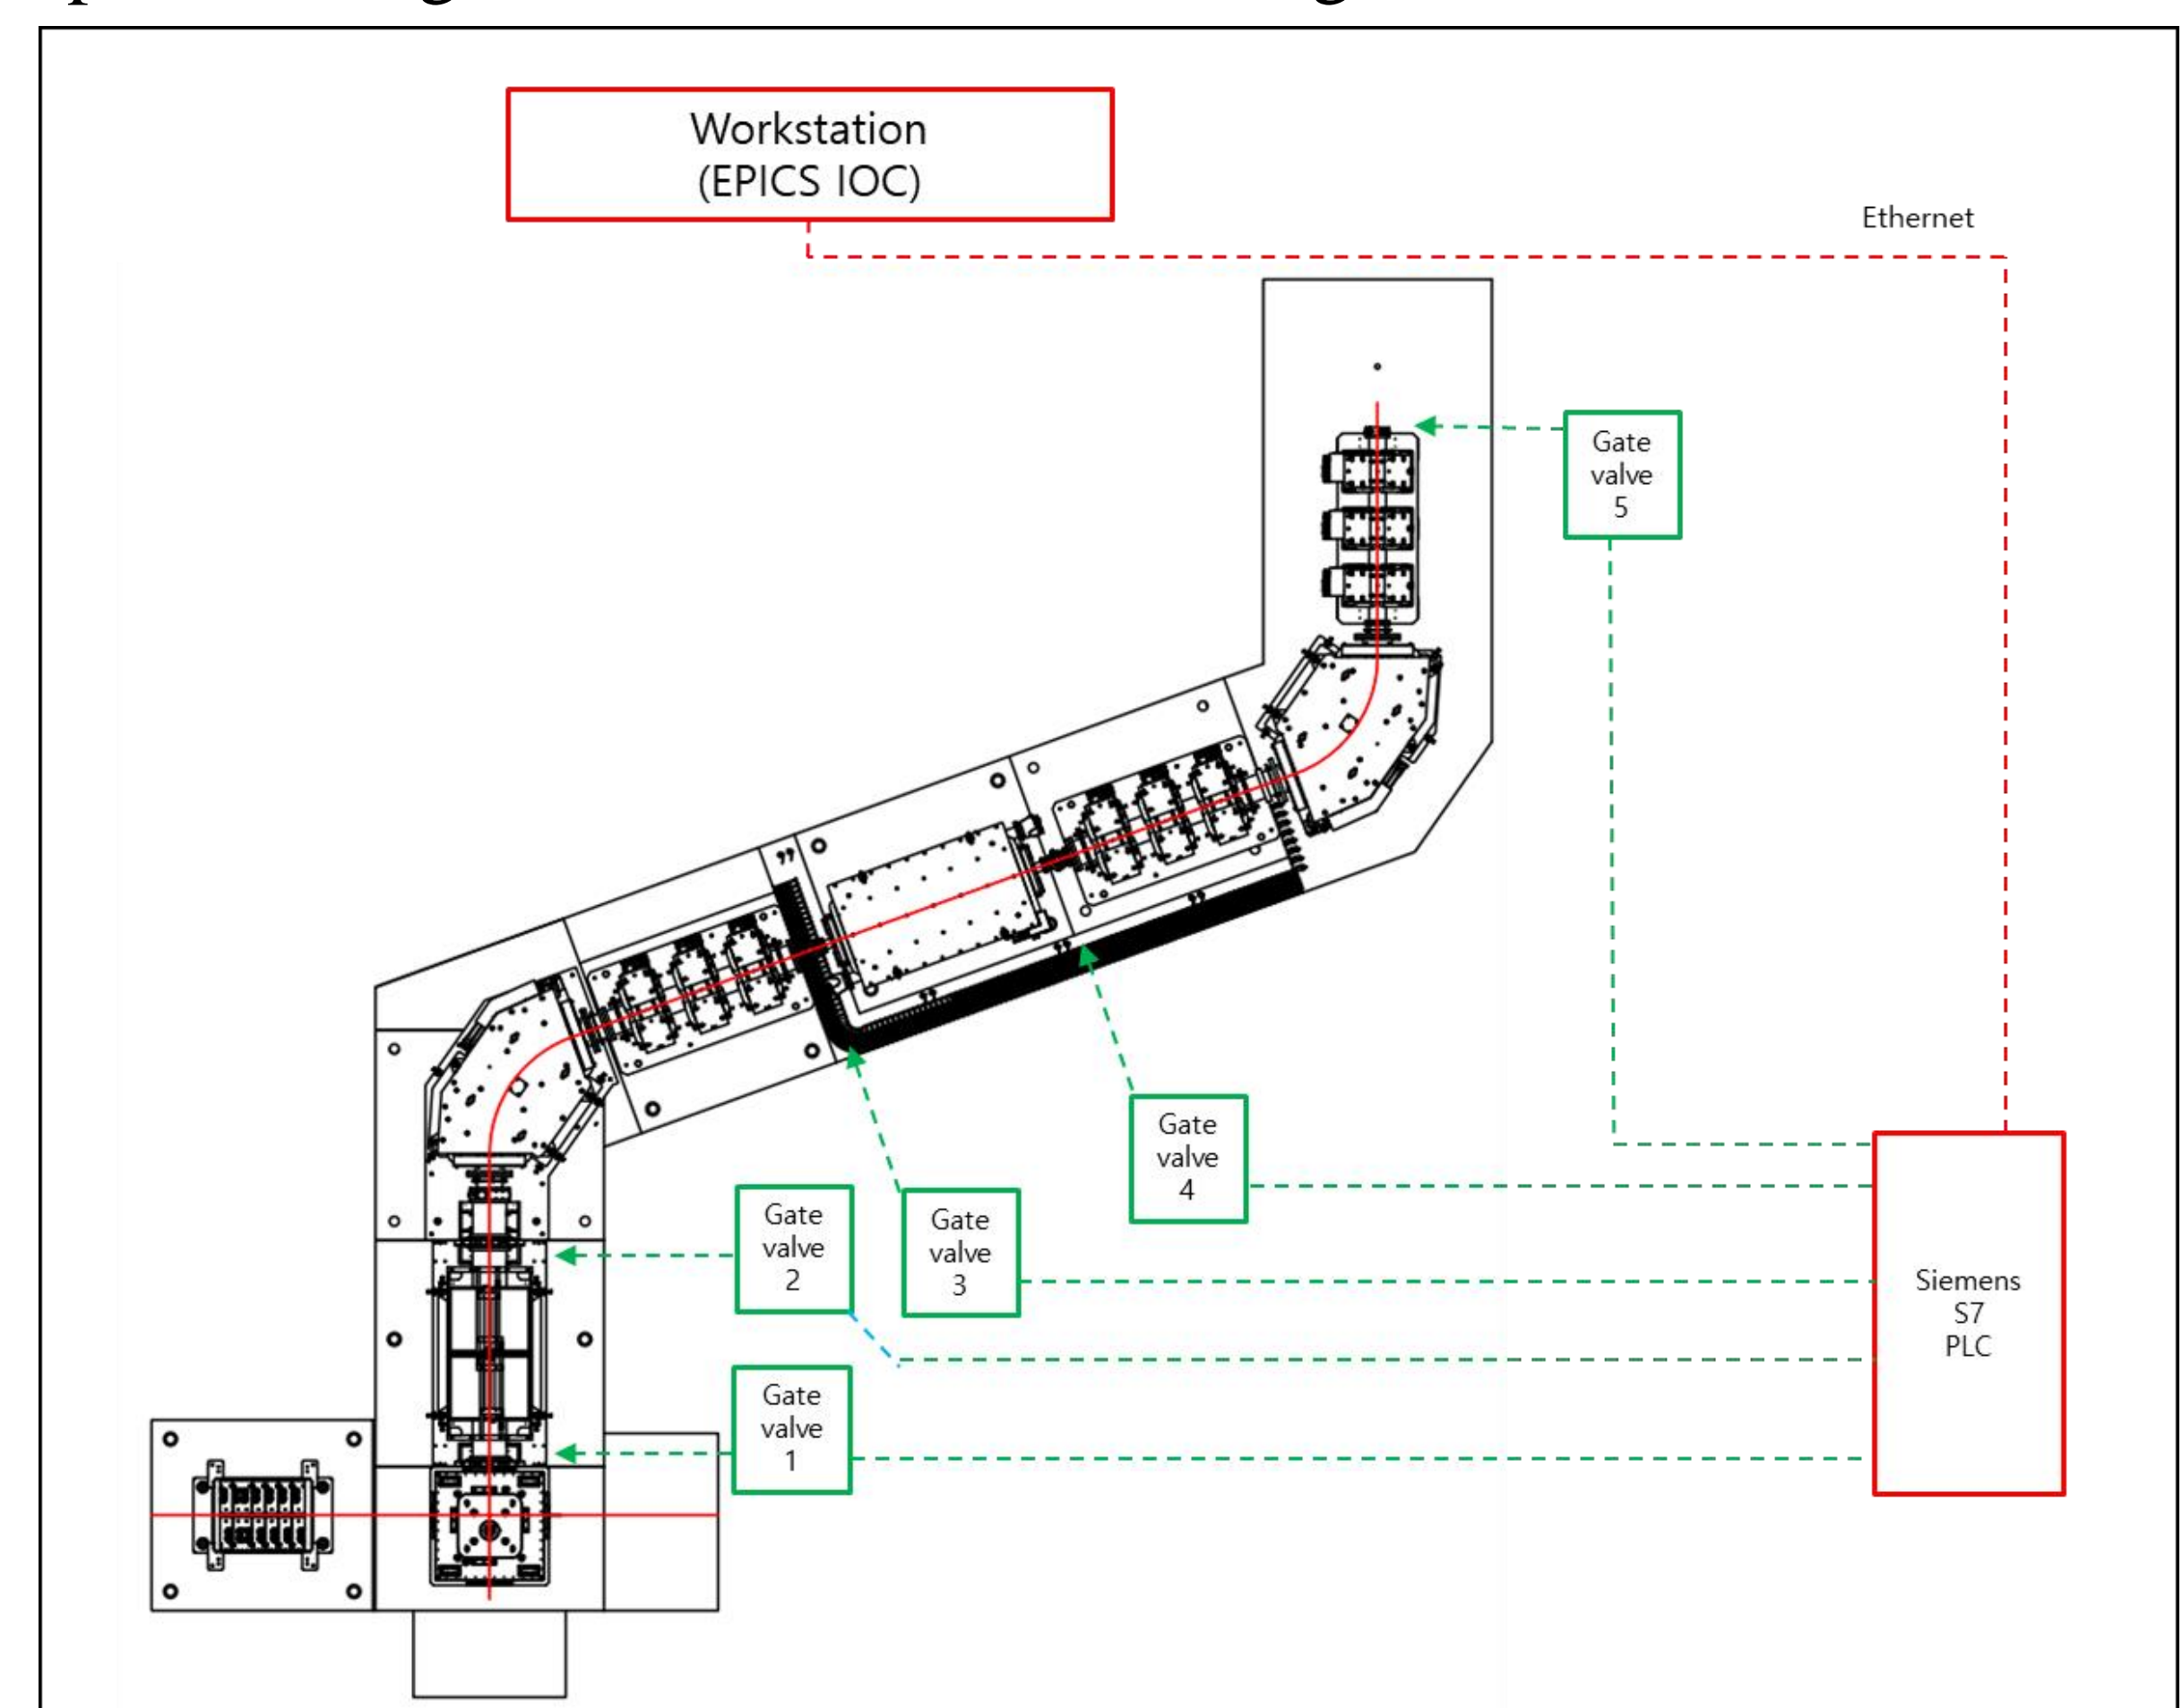 Workstation
(EPICS IOC)
Ethernet
Gate
valve
5
Gate
valve
4
Gate
valve
2
Gate
valve
3
Siemens
S7
PLC
Gate
valve
1